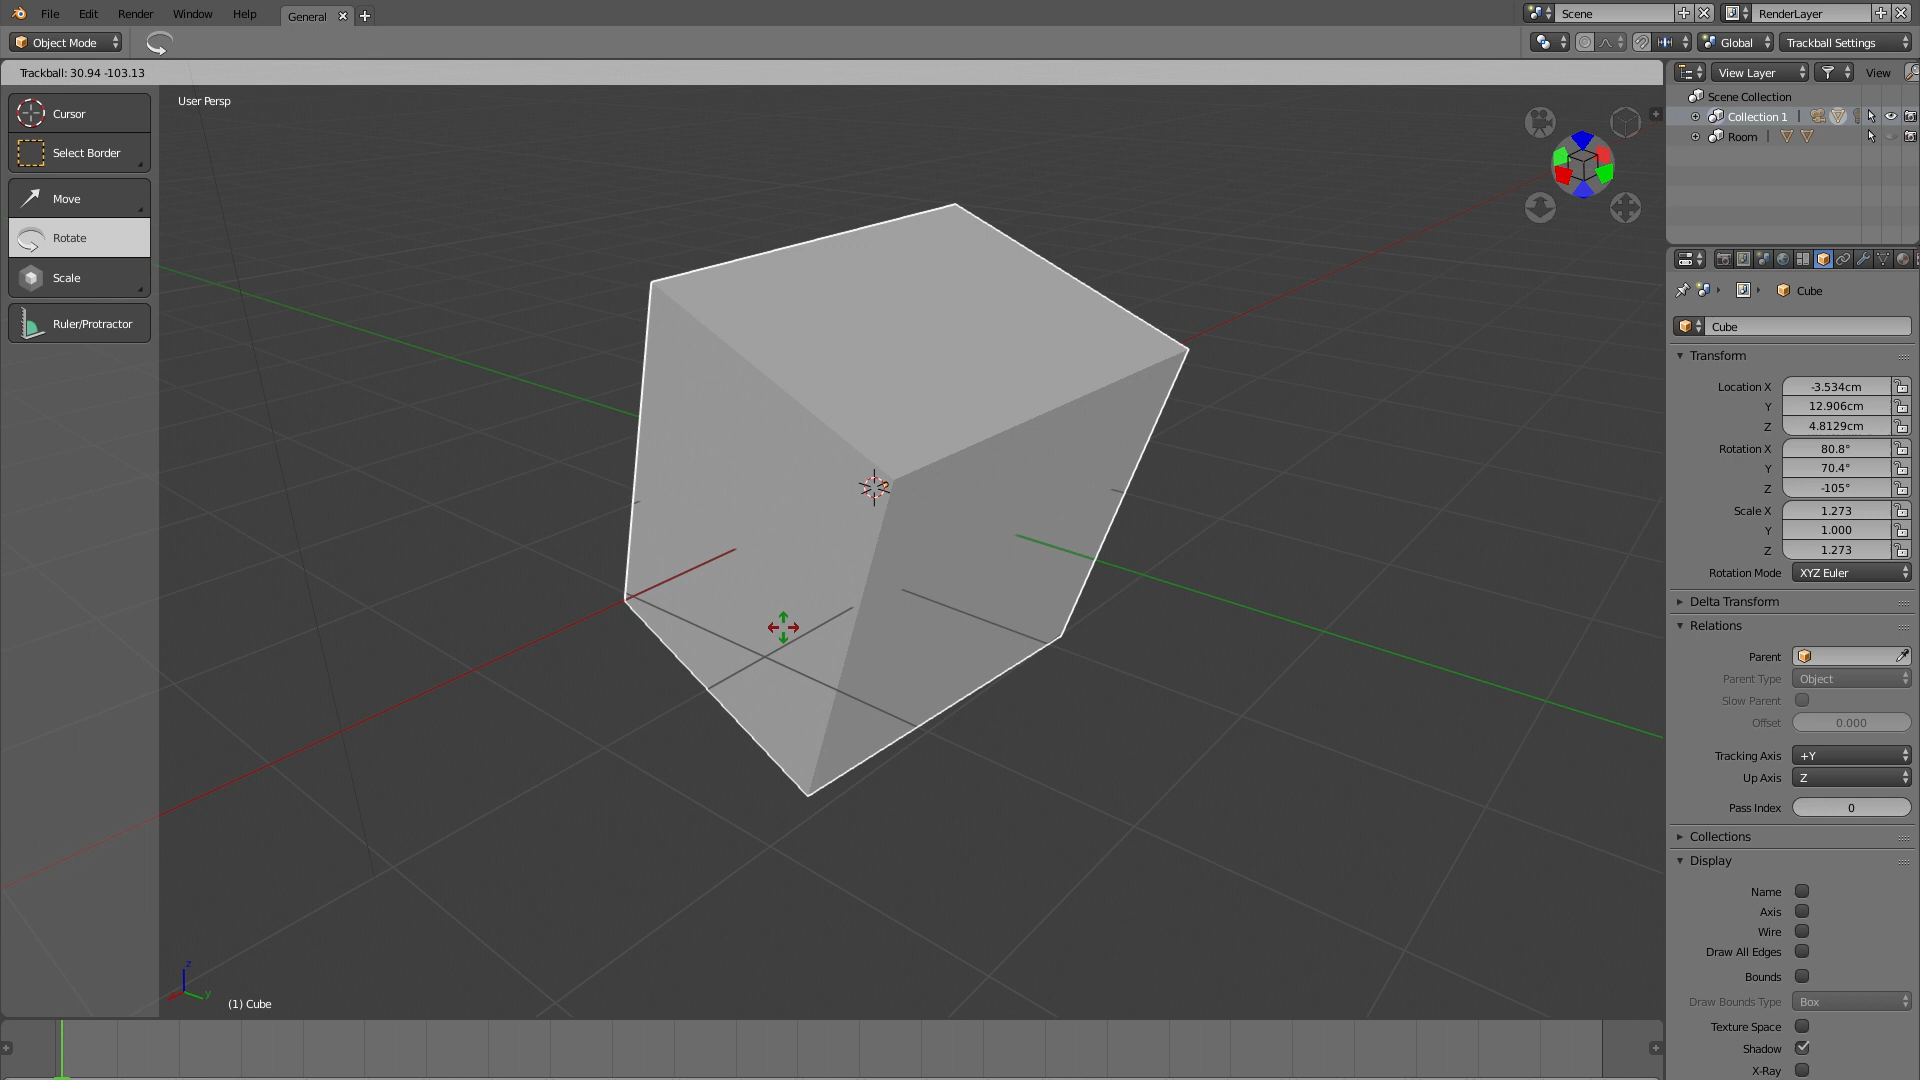 File Edit Render Window Help General
Scene RenderLayer
Object Mode
Global Trackball Settings
Trackball: 30.94 -103.13
View Layer View
User Persp
Scene Collection
Collection 1
Room
Cursor
Select Border
Move
Rotate
Scale
Ruler/Protractor
Cube
Cube
Transform
Location X -3.534cm
Y 12.906cm
Z 4.8129cm
Rotation X 80.8°
Y 70.4°
Z -105°
Scale X 1.273
Y 1.000
Z 1.273
Rotation Mode XYZ Euler
Delta Transform
Relations
Parent
Parent Type Object
Slow Parent
Offset 0.000
Tracking Axis +Y
Up Axis Z
Pass Index 0
Collections
Display
Name
Axis
Wire
Draw All Edges
Bounds
Draw Bounds Type Box
Texture Space
Shadow
X-Ray
z
y
(1) Cube